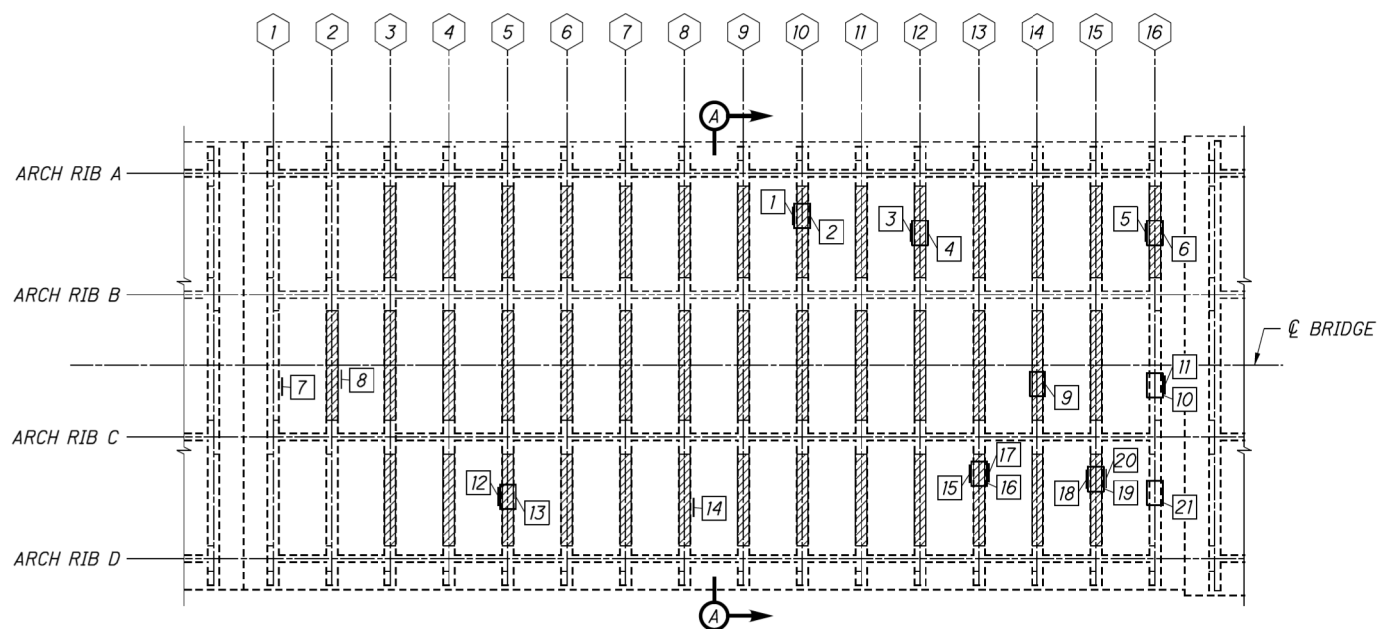 1 2 3 4 5 6 7 8 9 10 11 12 13 14 15 16
A
ARCH RIB A
1 2 3 4 5 6
ARCH RIB B
℄ BRIDGE
7 8 9 11
10
ARCH RIB C
12 13 14 15 17
16 18 20
19 21
ARCH RIB D
A